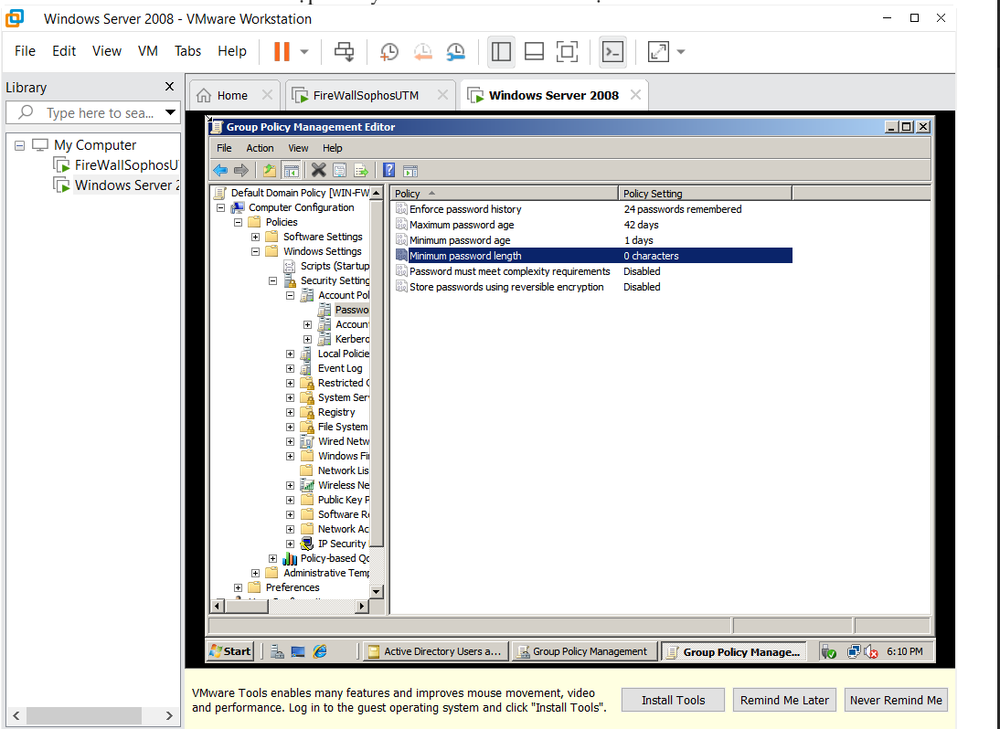 Windows Server 2008 - VMware Workstation
File Edit View VM Tabs Help
Library
Type here to sea...
My Computer
FireWallSophosU
Windows Server 2
Home
FireWallSophosUTM
Windows Server 2008
Group Policy Management Editor
File Action View Help
Default Domain Policy [WIN-FW
Computer Configuration
Policies
Software Settings
Windows Settings
Scripts (Startup
Security Setting
Account Pol
Passwo
Account
Kerbero
Local Policie
Event Log
Restricted G
System Serv
Registry
File System
Wired Netw
Windows Fir
Network Lis
Wireless Ne
Public Key P
Software Re
Network Ac
IP Security
Policy-based Qo
Administrative Temp
Preferences
Policy Policy Setting
Enforce password history 24 passwords remembered
Maximum password age 42 days
Minimum password age 1 days
Minimum password length 0 characters
Password must meet complexity requirements Disabled
Store passwords using reversible encryption Disabled
Start
Active Directory Users a...
Group Policy Management
Group Policy Manage...
6:10 PM
VMware Tools enables many features and improves mouse movement, video
and performance. Log in to the guest operating system and click "Install Tools".
Install Tools
Remind Me Later
Never Remind Me